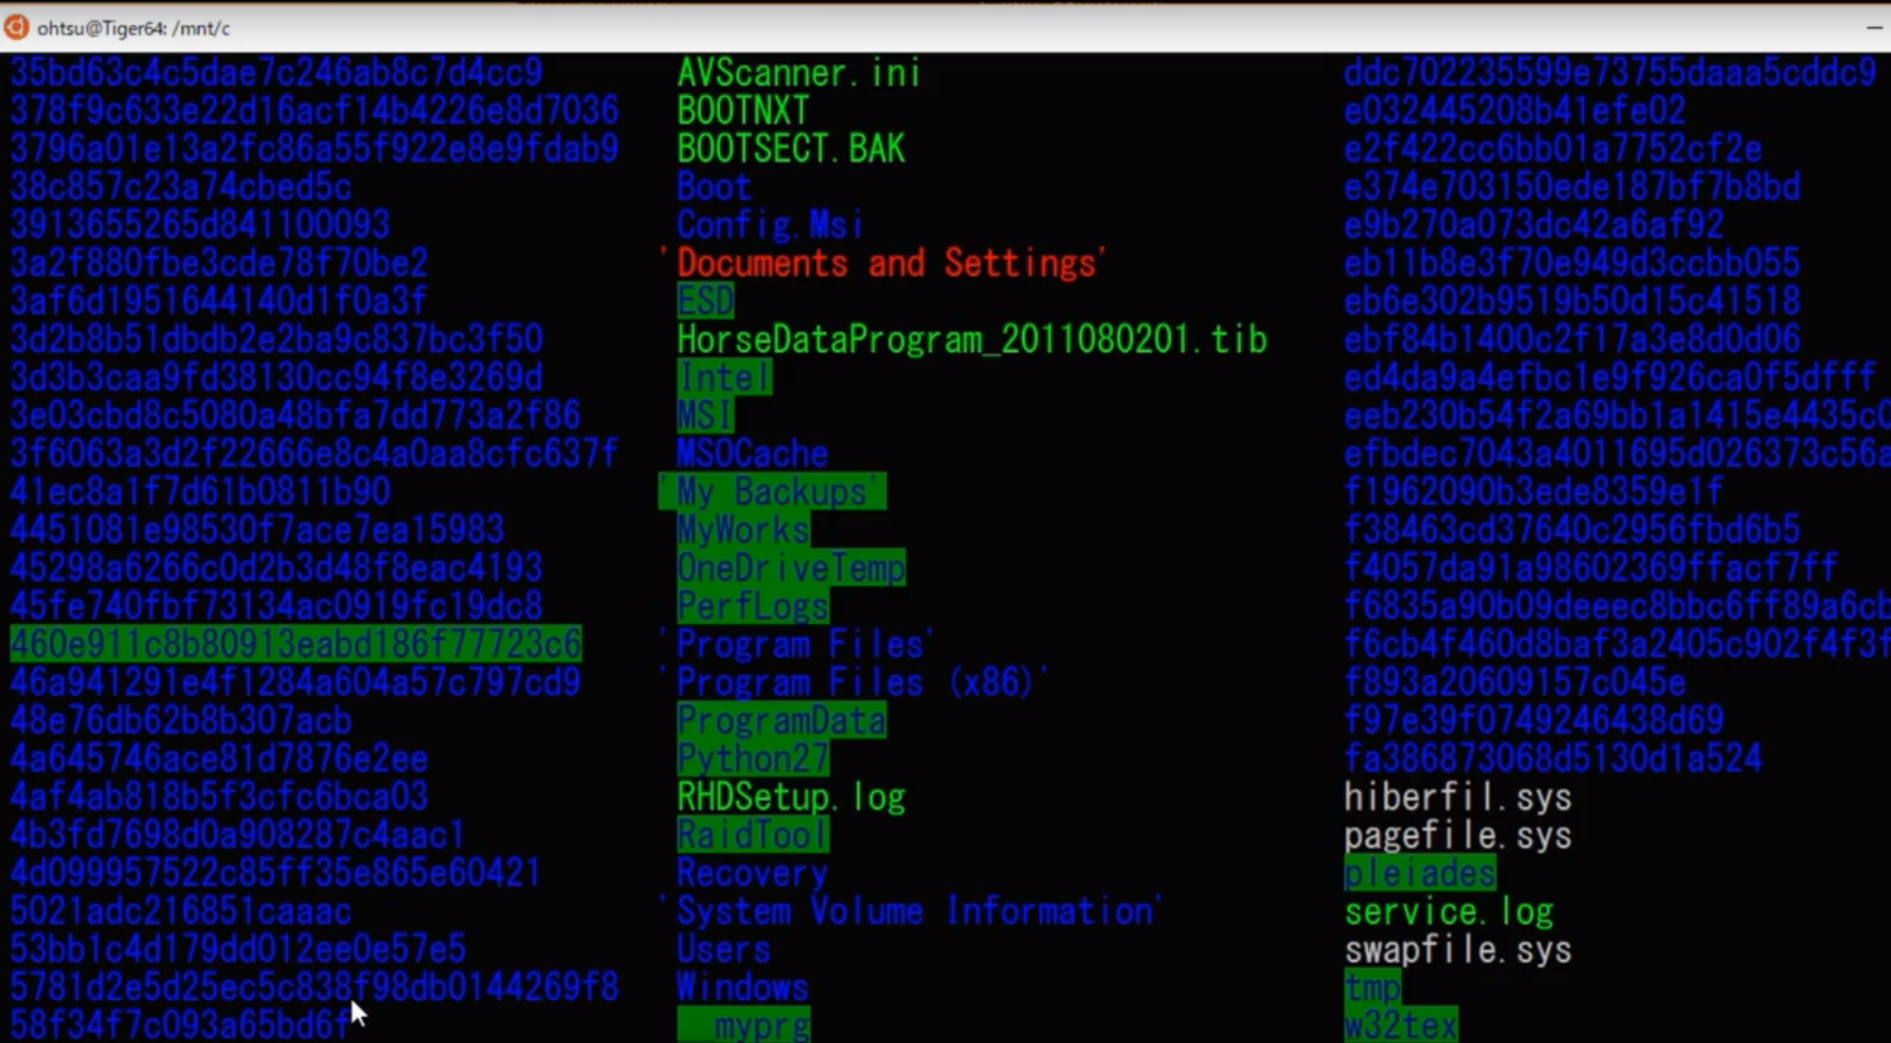 ohtsu@Tiger64: /mnt/c
35bd63c4c5dae7c246ab8c7d4cc9
378f9c633e22d16acf14b4226e8d7036
3796a01e13a2fc86a55f922e8e9fdab9
38c857c23a74cbed5c
3913655265d841100093
3a2f880fbe3cde78f70be2
3af6d1951644140d1f0a3f
3d2b8b51dbdb2e2ba9c837bc3f50
3d3b3caa9fd38130cc94f8e3269d
3e03cbd8c5080a48bfa7dd773a2f86
3f6063a3d2f22666e8c4a0aa8cfc637f
41ec8a1f7d61b0811b90
4451081e98530f7ace7ea15983
45298a6266c0d2b3d48f8eac4193
45fe740fbf73134ac0919fc19dc8
460e911c8b80913eabd186f77723c6
46a941291e4f1284a604a57c797cd9
48e76db62b8b307acb
4a645746ace81d7876e2ee
4af4ab818b5f3cfc6bca03
4b3fd7698d0a908287c4aac1
4d099957522c85ff35e865e60421
5021adc216851caaac
53bb1c4d179dd012ee0e57e5
5781d2e5d25ec5c838f98db0144269f8
58f34f7c093a65bd6f
AVScanner.ini
BOOTNXT
BOOTSECT.BAK
Boot
Config.Msi
'Documents and Settings'
ESD
HorseDataProgram_2011080201.tib
Intel
MSI
MSOCache
'My Backups'
MyWorks
OneDriveTemp
PerfLogs
'Program Files'
'Program Files (x86)'
ProgramData
Python27
RHDSetup.log
RaidTool
Recovery
'System Volume Information'
Users
Windows
__myprg
ddc702235599e73755daaa5cddc9
e032445208b41efe02
e2f422cc6bb01a7752cf2e
e374e703150ede187bf7b8bd
e9b270a073dc42a6af92
eb11b8e3f70e949d3ccbb055
eb6e302b9519b50d15c41518
ebf84b1400c2f17a3e8d0d06
ed4da9a4efbc1e9f926ca0f5dfff
eeb230b54f2a69bb1a1415e4435c0
efbdec7043a4011695d026373c56a
f1962090b3ede8359e1f
f38463cd37640c2956fbd6b5
f4057da91a98602369ffacf7ff
f6835a90b09deeec8bbc6ff89a6cb
f6cb4f460d8baf3a2405c902f4f3f
f893a20609157c045e
f97e39f0749246438d69
fa386873068d5130d1a524
hiberfil.sys
pagefile.sys
pleiades
service.log
swapfile.sys
tmp
w32tex